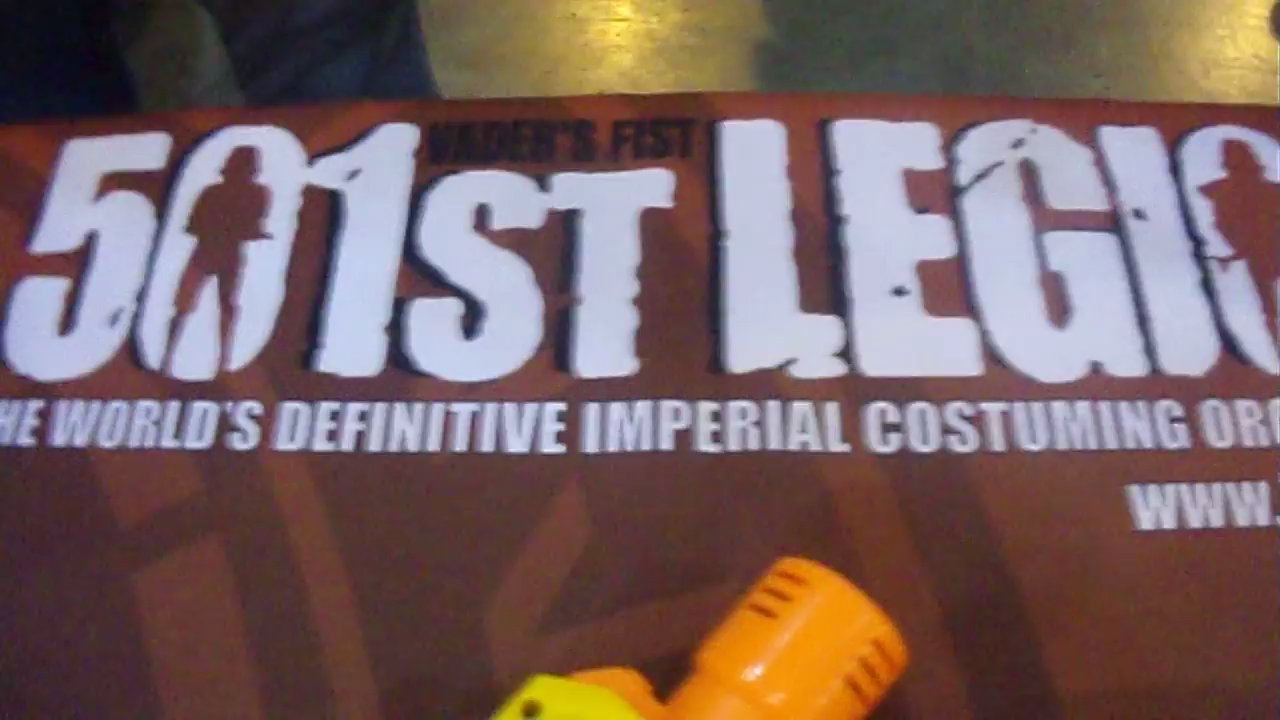 501ST LEGIO
VADER'S FIST
HE WORLD'S DEFINITIVE IMPERIAL COSTUMING ORG
WWW.